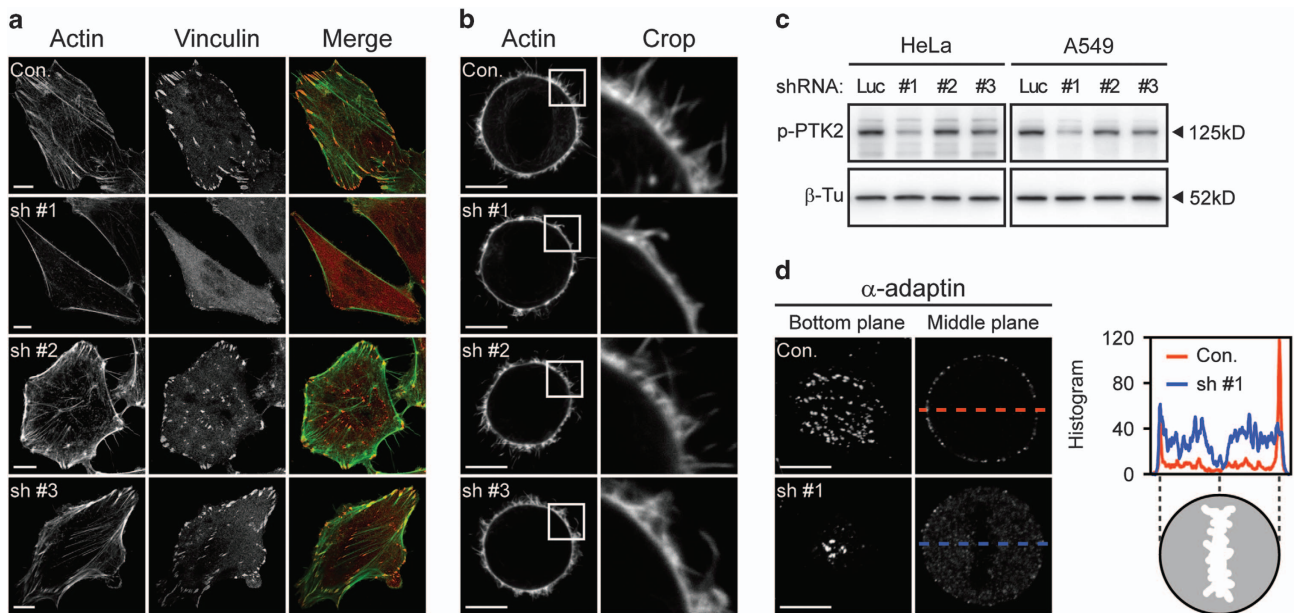 a
Actin Vinculin Merge
Con.
sh #1
sh #2
sh #3
b
Actin Crop
Con.
sh #1
sh #2
sh #3
c
HeLa A549
shRNA: Luc #1 #2 #3 Luc #1 #2 #3
p-PTK2 ◄125kD
β-Tu ◄52kD
d
α-adaptin
Bottom plane Middle plane
Con.
sh #1
Histogram
120
80
40
0
Con.
sh #1